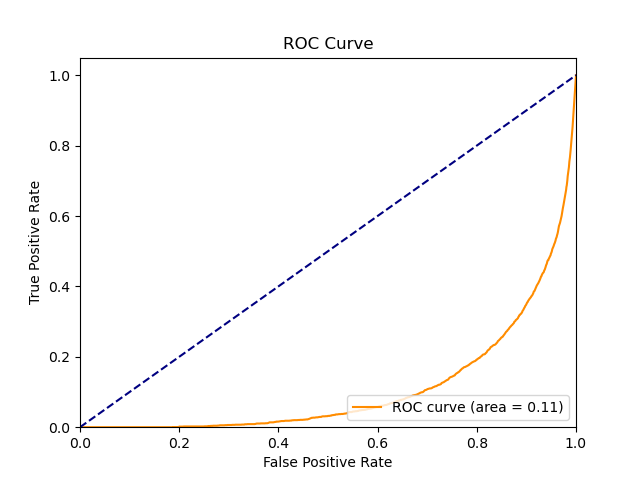 ROC Curve
True Positive Rate
1.0
0.8
0.6
0.4
0.2
0.0
ROC curve (area = 0.11)
0.0 0.2 0.4 0.6 0.8 1.0
False Positive Rate